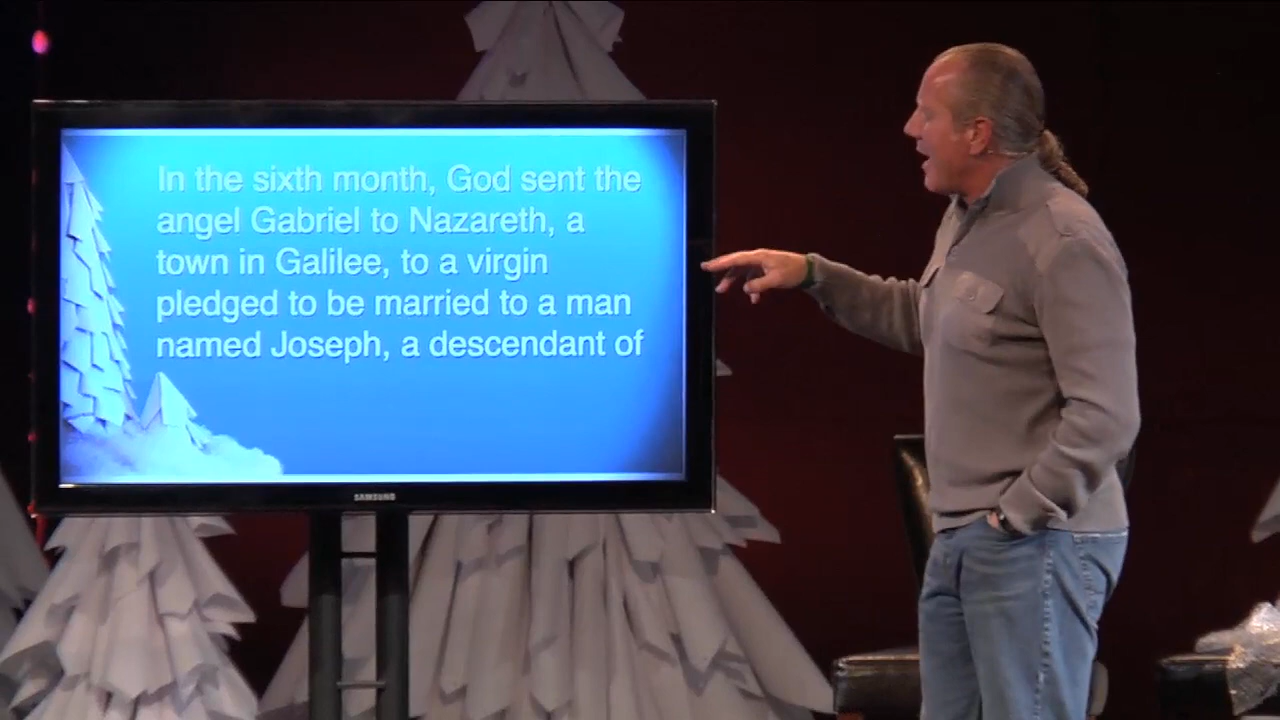 In the sixth month, God sent the
angel Gabriel to Nazareth, a
town in Galilee, to a virgin
pledged to be married to a man
named Joseph, a descendant of
SAMSUNG